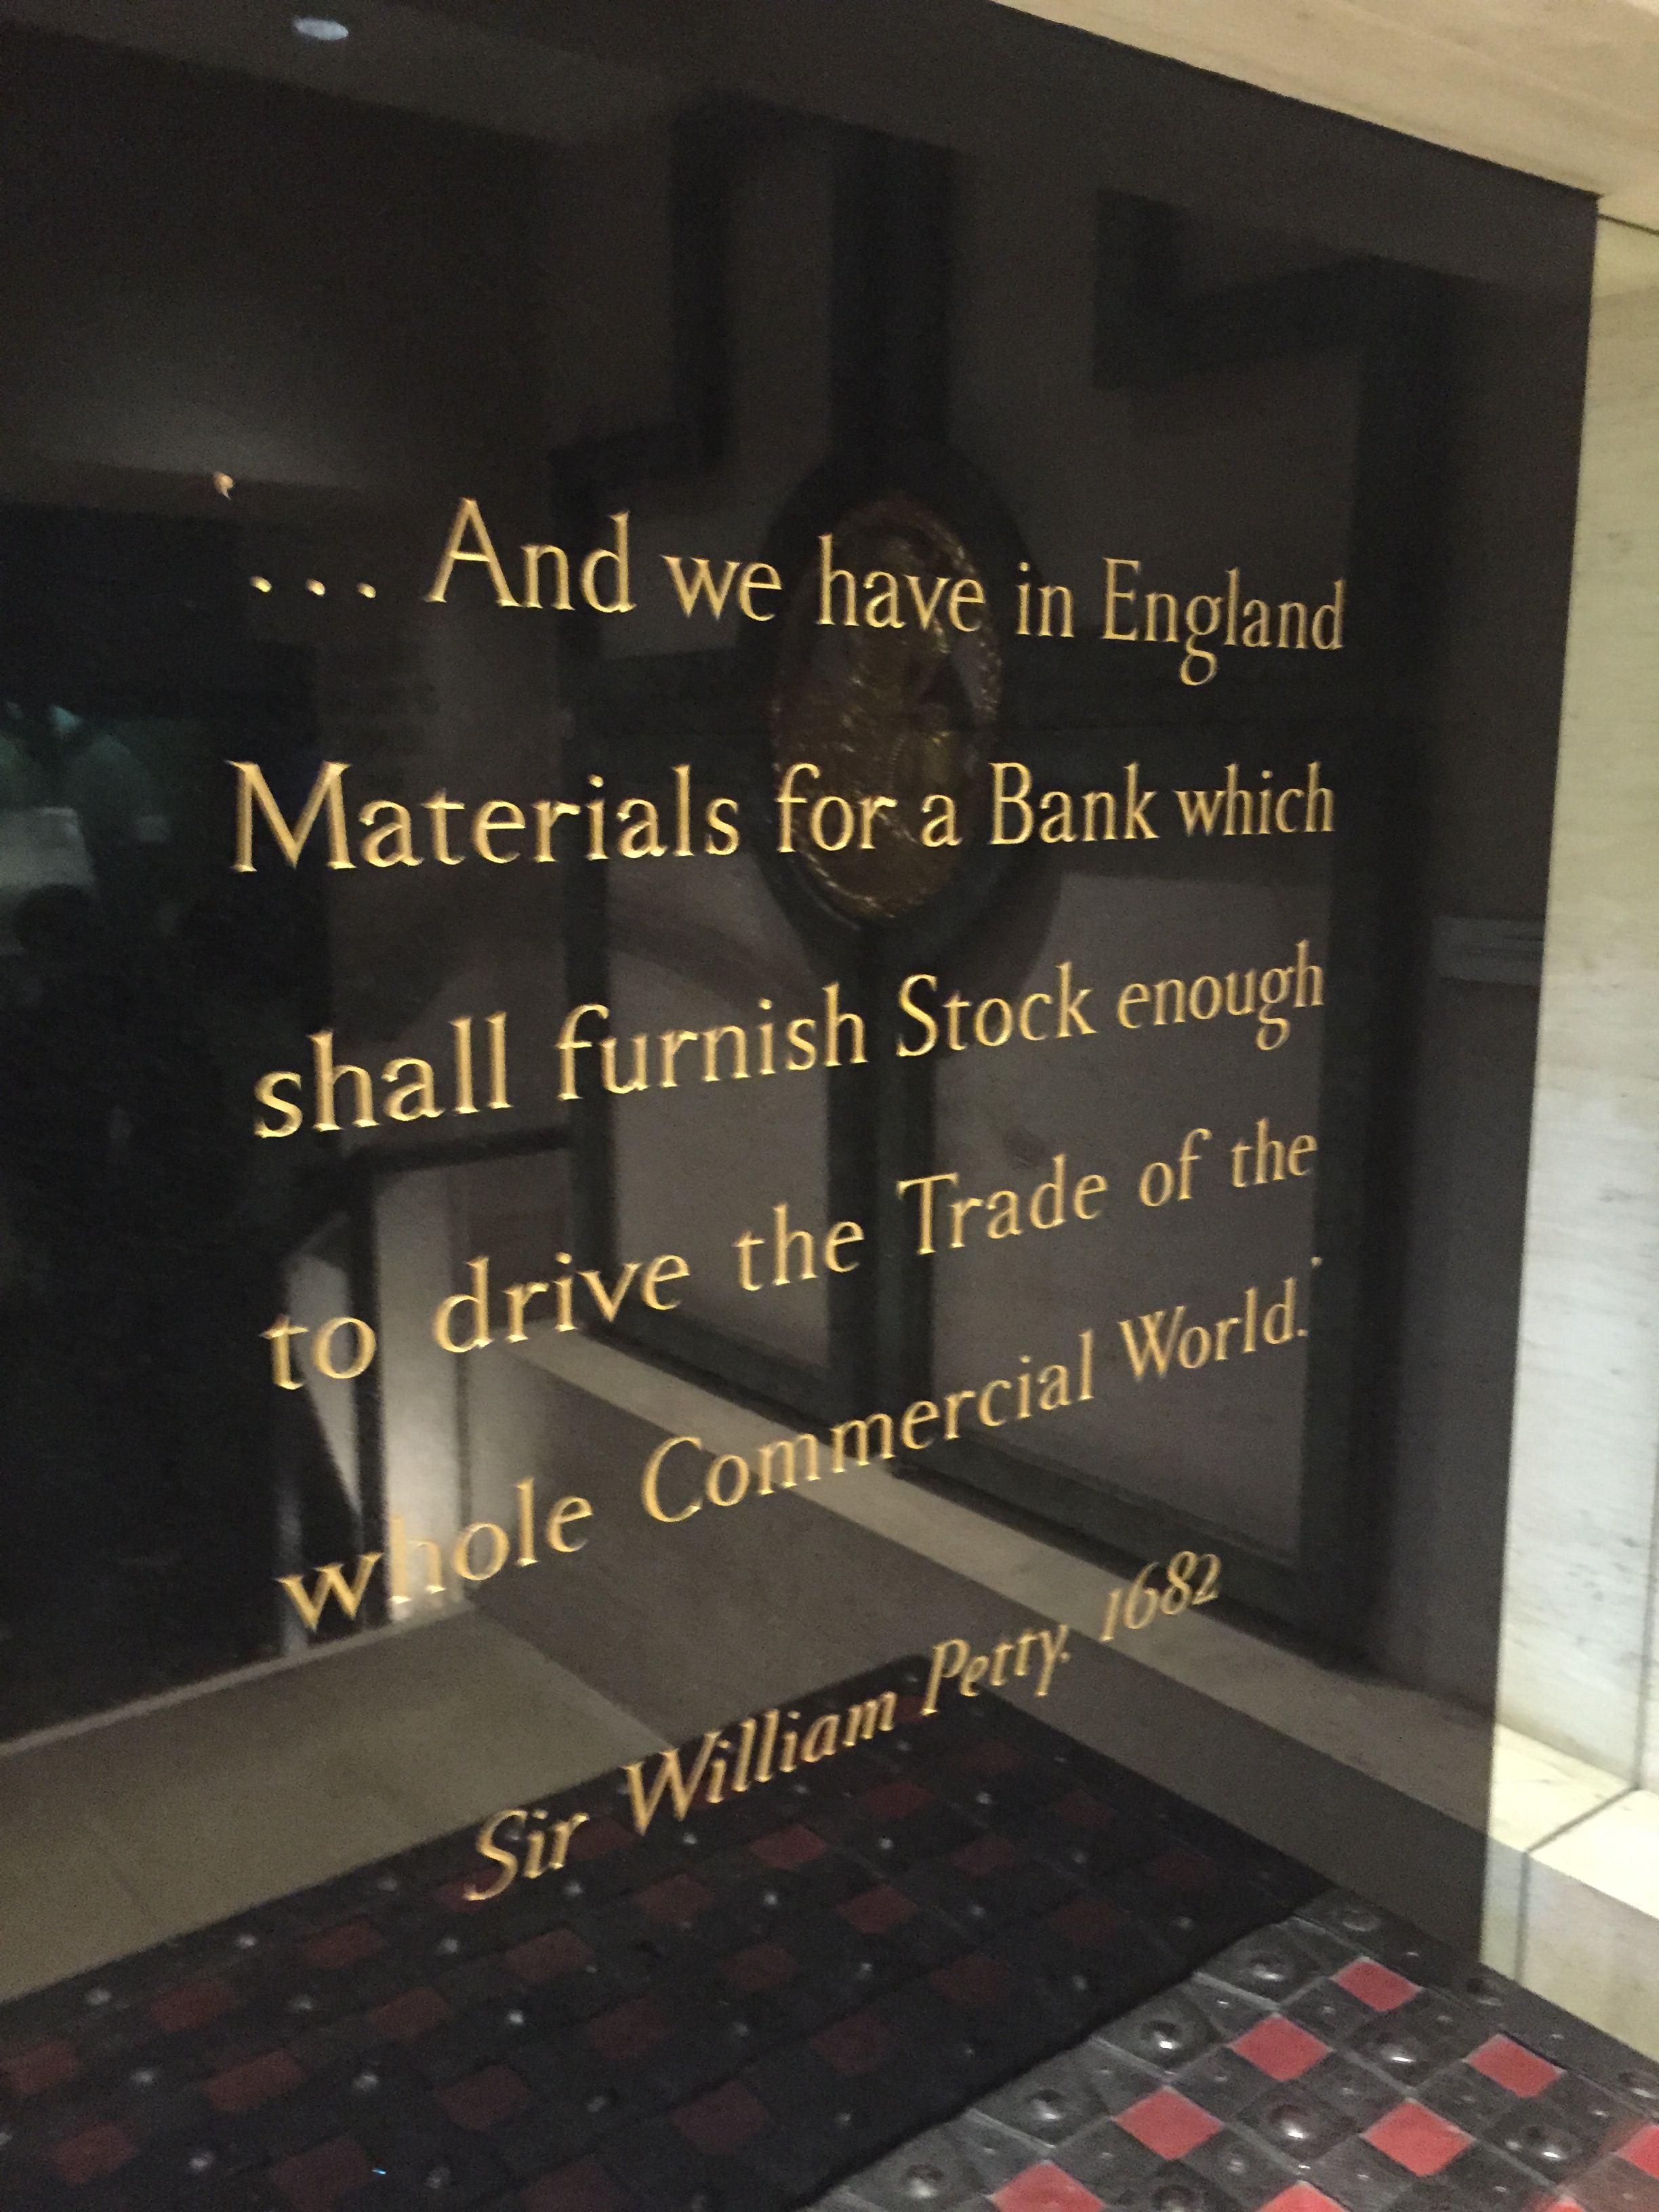 '... And we have in England
Materials for a Bank which
shall furnish Stock enough
to drive the Trade of the
whole Commercial World.'
Sir William Petty. 1682